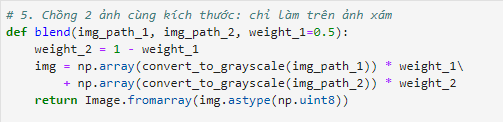 # 5. Chồng 2 ảnh cùng kích thước: chỉ làm trên ảnh xám
def blend(img_path_1, img_path_2, weight_1=0.5):
    weight_2 = 1 - weight_1
    img = np.array(convert_to_grayscale(img_path_1)) * weight_1\
        + np.array(convert_to_grayscale(img_path_2)) * weight_2
    return Image.fromarray(img.astype(np.uint8))